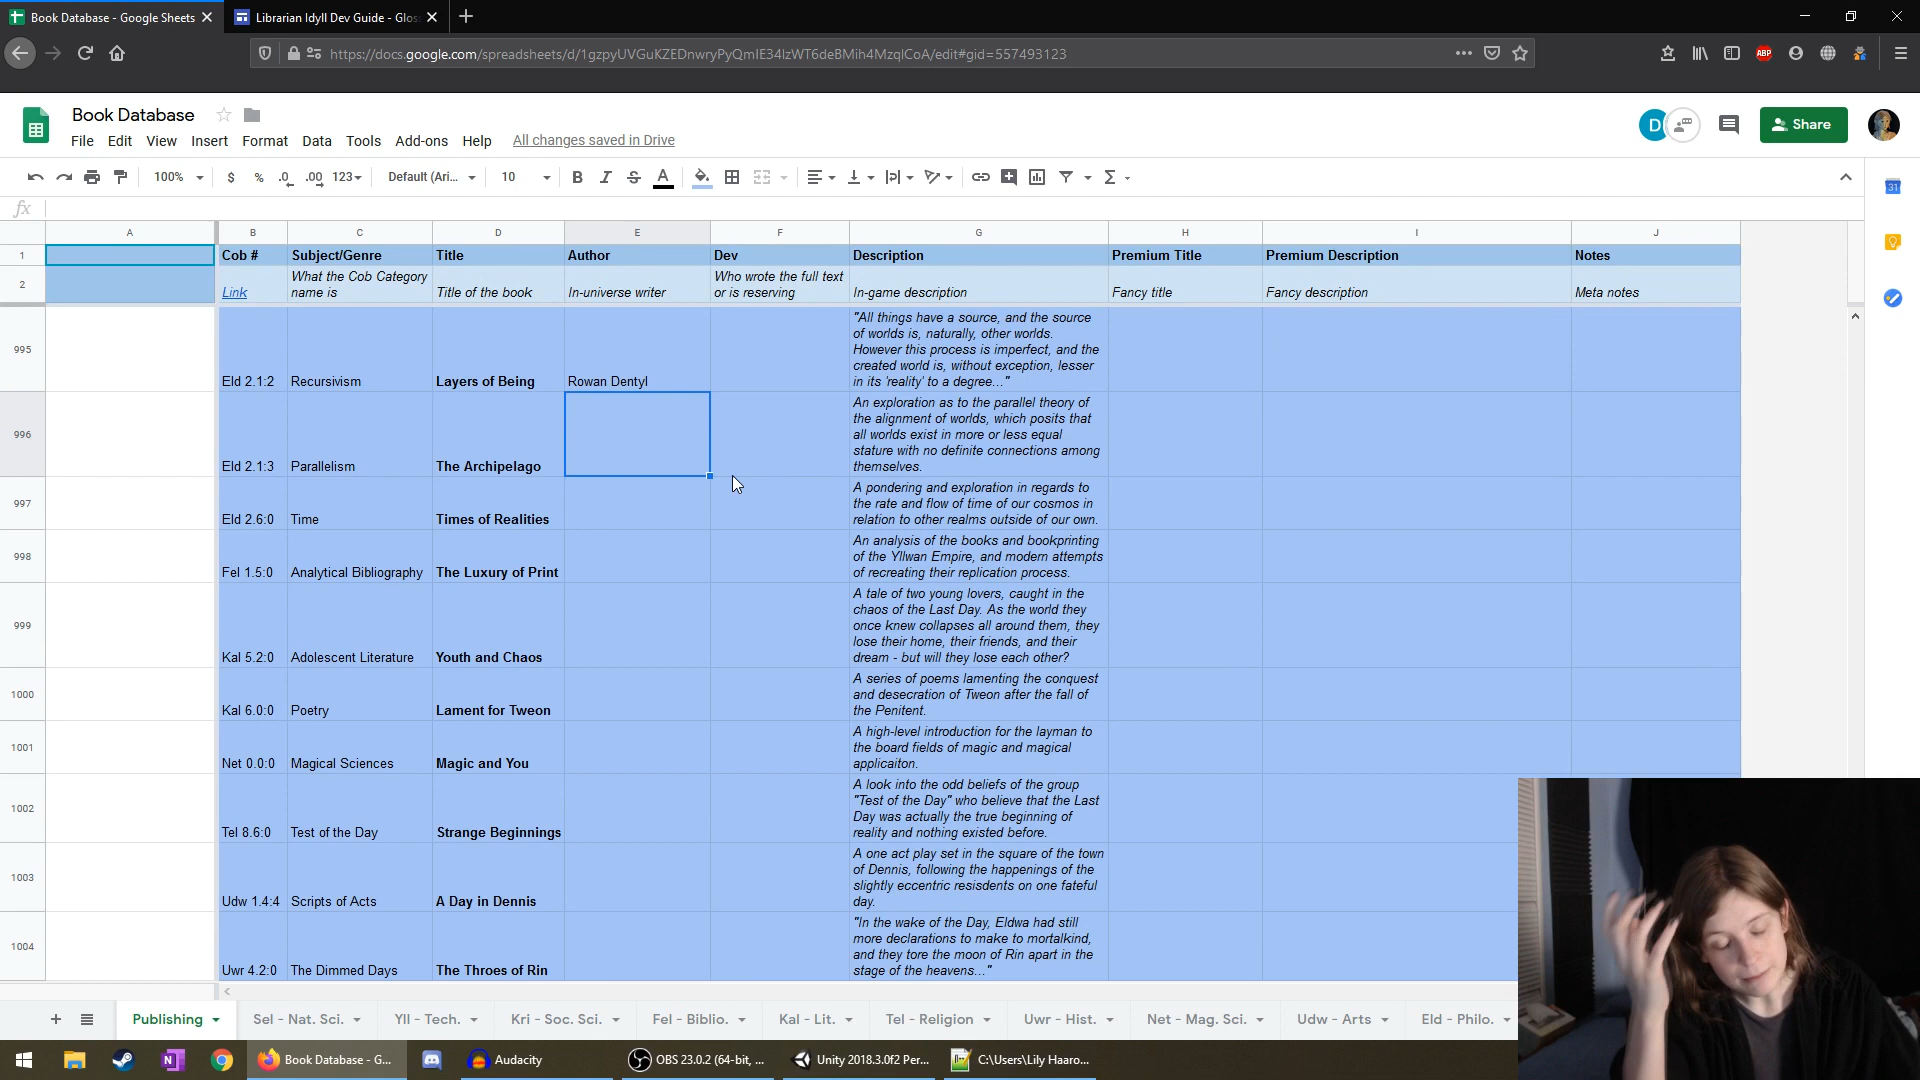 Book Database - Google Sheets
Librarian Idyll Dev Guide - Glos
https://docs.google.com/spreadsheets/d/1gzpyUVGuKZEDnwryPyQmIE34lzWT6deBMih4MzqlCoA/edit#gid=557493123
ABP
Book Database
File Edit View Insert Format Data Tools Add-ons Help All changes saved in Drive
D
Share
100% $ % .0 .00 123 Default (Ari... 10 B I S A Σ
31
fx
A B C D E F G H I J
1 Cob # Subject/Genre Title Author Dev Description Premium Title Premium Description Notes
What the Cob Category Who wrote the full text
2 Link name is Title of the book In-universe writer or is reserving In-game description Fancy title Fancy description Meta notes
"All things have a source, and the source
of worlds is, naturally, other worlds.
995 However this process is imperfect, and the
created world is, without exception, lesser
Eld 2.1:2 Recursivism Layers of Being Rowan Dentyl in its 'reality' to a degree..."
An exploration as to the parallel theory of
the alignment of worlds, which posits that
996 all worlds exist in more or less equal
stature with no definite connections among
Eld 2.1:3 Parallelism The Archipelago themselves.
A pondering and exploration in regards to
997 the rate and flow of time of our cosmos in
Eld 2.6:0 Time Times of Realities relation to other realms outside of our own.
An analysis of the books and bookprinting
998 of the Yllwan Empire, and modern attempts
Fel 1.5:0 Analytical Bibliography The Luxury of Print of recreating their replication process.
A tale of two young lovers, caught in the
chaos of the Last Day. As the world they
999 once knew collapses all around them, they
lose their home, their friends, and their
Kal 5.2:0 Adolescent Literature Youth and Chaos dream - but will they lose each other?
A series of poems lamenting the conquest
1000 and desecration of Tweon after the fall of
Kal 6.0:0 Poetry Lament for Tweon the Penitent.
A high-level introduction for the layman to
1001 the board fields of magic and magical
Net 0.0:0 Magical Sciences Magic and You applicaiton.
A look into the odd beliefs of the group
1002 "Test of the Day" who believe that the Last
Day was actually the true beginning of
Tel 8.6:0 Test of the Day Strange Beginnings reality and nothing existed before.
A one act play set in the square of the town
1003 of Dennis, following the happenings of the
slightly eccentric resisdents on one fateful
Udw 1.4:4 Scripts of Acts A Day in Dennis day.
"In the wake of the Day, Eldwa had still
1004 more declarations to make to mortalkind,
and they tore the moon of Rin apart in the
Uwr 4.2:0 The Dimmed Days The Throes of Rin stage of the heavens..."
Publishing Sel - Nat. Sci. Yll - Tech. Kri - Soc. Sci. Fel - Biblio. Kal - Lit. Tel - Religion Uwr - Hist. Net - Mag. Sci. Udw - Arts Eld - Philo.
N Book Database - G... Audacity OBS 23.0.2 (64-bit, ... Unity 2018.3.0f2 Per... C:\Users\Lily Haaro...